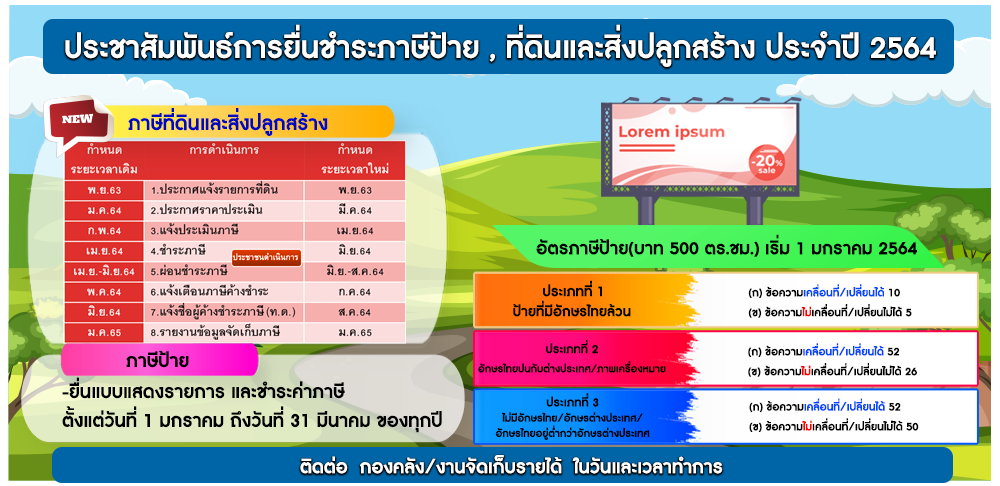 ประชาสัมพันธ์การยื่นชำระภาษีป้าย , ที่ดินและสิ่งปลูกสร้าง ประจำปี 2564
NEW
ภาษีที่ดินและสิ่งปลูกสร้าง
กำหนด การดำเนินการ กำหนด
ระยะเวลาเดิม ระยะเวลาใหม่
พ.ย.63 1.ประกาศแจ้งรายการที่ดิน พ.ย.63
ม.ค.64 2.ประกาศราคาประเมิน มี.ค.64
ก.พ.64 3.แจ้งประเมินภาษี เม.ย.64
เม.ย.64 4.ชำระภาษี มิ.ย.64
ประชาชนดำเนินการ
เม.ย.-มิ.ย.64 5.ผ่อนชำระภาษี มิ.ย.-ส.ค.64
พ.ค.64 6.แจ้งเตือนภาษีค้างชำระ ก.ค.64
มิ.ย.64 7.แจ้งชื่อผู้ค้างชำระภาษี (ท.ด.) ส.ค.64
ม.ค.65 8.รายงานข้อมูลจัดเก็บภาษี ม.ค.65
ภาษีป้าย
-ยื่นแบบแสดงรายการ และชำระค่าภาษี
ตั้งแต่วันที่ 1 มกราคม ถึงวันที่ 31 มีนาคม ของทุกปี
Lorem ipsum
-20%
sale
อัตราภาษีป้าย(บาท 500 ตร.ซม.) เริ่ม 1 มกราคม 2564
ประเภทที่ 1
ป้ายที่มีอักษรไทยล้วน
(ก) ข้อความเคลื่อนที่/เปลี่ยนได้ 10
(ข) ข้อความไม่เคลื่อนที่/เปลี่ยนไม่ได้ 5
ประเภทที่ 2
อักษรไทยปนกับต่างประเทศ/ภาพเครื่องหมาย
(ก) ข้อความเคลื่อนที่/เปลี่ยนได้ 52
(ข) ข้อความไม่เคลื่อนที่/เปลี่ยนไม่ได้ 26
ประเภทที่ 3
ไม่มีอักษรไทย/อักษรต่างประเทศ/
อักษรไทยอยู่ต่ำกว่าอักษรต่างประเทศ
(ก) ข้อความเคลื่อนที่/เปลี่ยนได้ 52
(ข) ข้อความไม่เคลื่อนที่/เปลี่ยนไม่ได้ 50
ติดต่อ กองคลัง/งานจัดเก็บรายได้ ในวันและเวลาทำการ